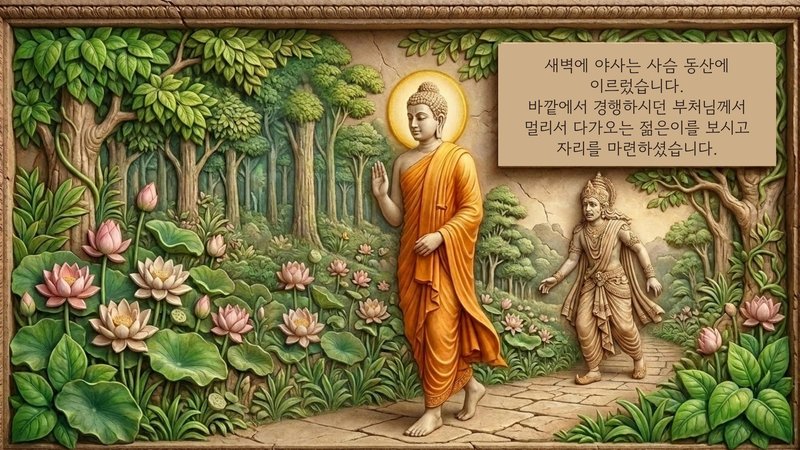 새벽에 야사는 사슴 동산에
이르렀습니다.
바깥에서 경행하시던 부처님께서
멀리서 다가오는 젊은이를 보시고
자리를 마련하셨습니다.